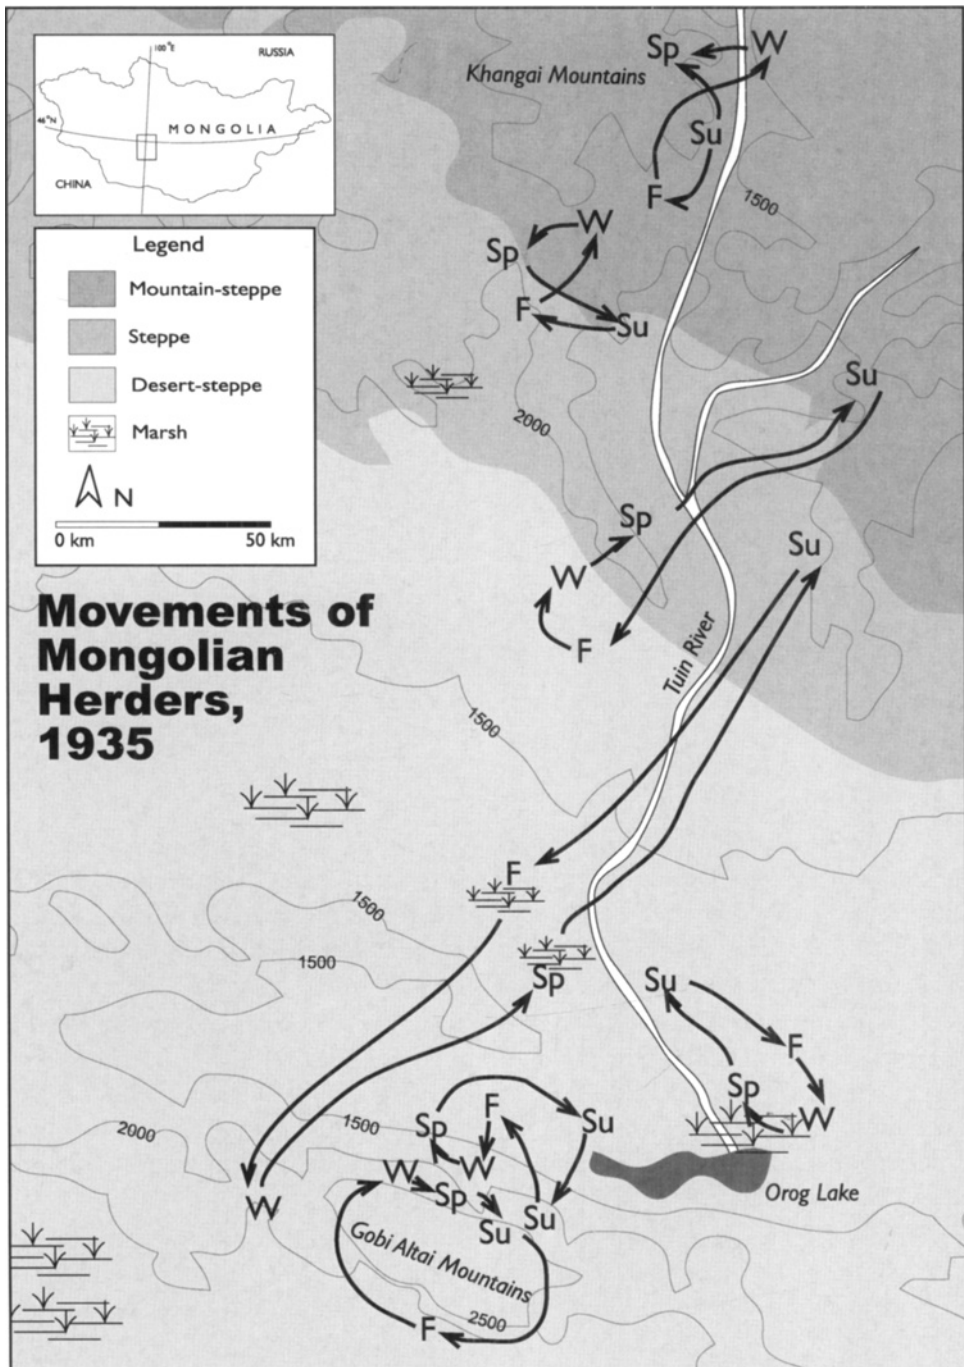 100°E
RUSSIA
46°N
MONGOLIA
CHINA
Legend
Mountain-steppe
Steppe
Desert-steppe
Marsh
N
0 km 50 km
Movements of
Mongolian
Herders,
1935
Sp W
Khangai Mountains
Su
F
1500
W
Sp
F Su
Su
2000
Sp
Su
W
F
Tuin River
1500
F
1500
1500
Sp
Su
F
Sp
W
2000
1500
Sp F Su
W W
Sp
W
Su Su
Orog Lake
Gobi Altai Mountains
F 2500